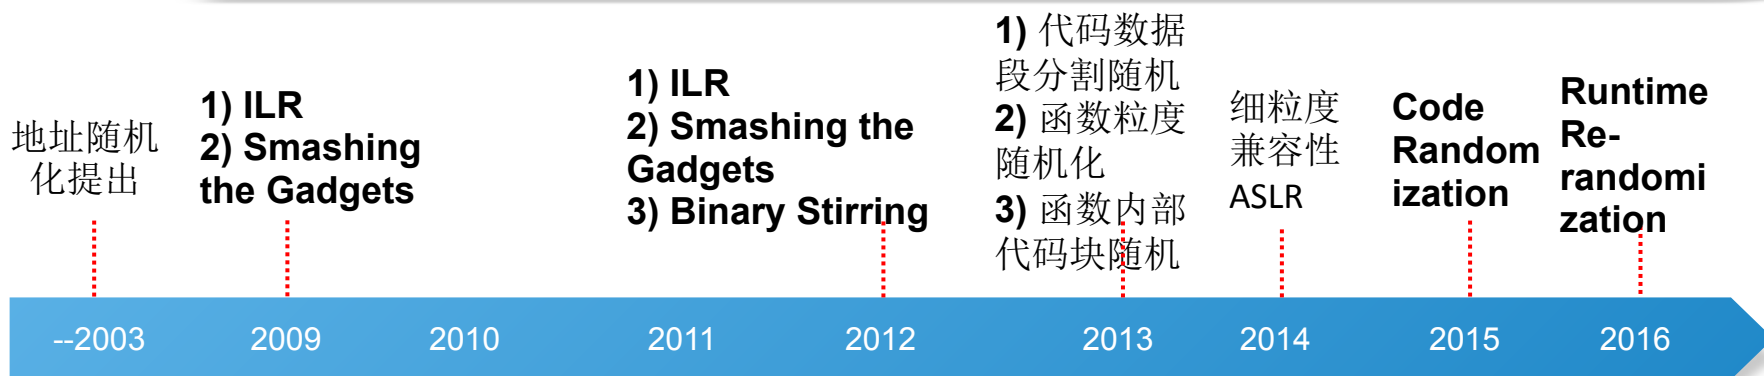 地址随机
化提出
1) ILR
2) Smashing
the Gadgets
1) ILR
2) Smashing the
Gadgets
3) Binary Stirring
1) 代码数据
段分割随机
2) 函数粒度
随机化
3) 函数内部
代码块随机
细粒度
兼容性
ASLR
Code
Random
ization
Runtime
Re-
randomi
zation
--2003
2009
2010
2011
2012
2013
2014
2015
2016